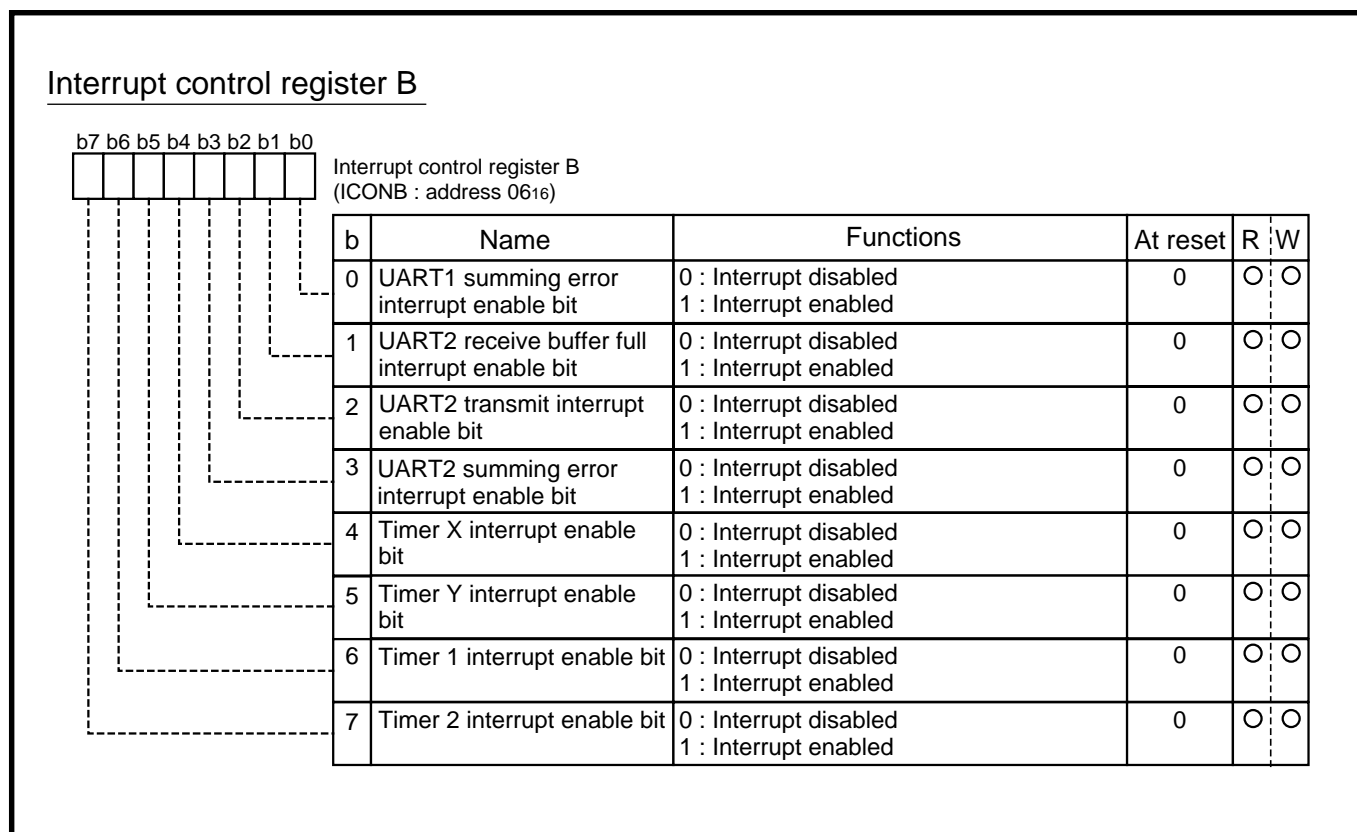 Interrupt control register B
b7 b6 b5 b4 b3 b2 b1 b0
Interrupt control register B
(ICONB : address 0616)
b Name Functions At reset R W
0 UART1 summing error 0 : Interrupt disabled 0 O O
interrupt enable bit 1 : Interrupt enabled
1 UART2 receive buffer full 0 : Interrupt disabled 0 O O
interrupt enable bit 1 : Interrupt enabled
2 UART2 transmit interrupt 0 : Interrupt disabled 0 O O
enable bit 1 : Interrupt enabled
3 UART2 summing error 0 : Interrupt disabled 0 O O
interrupt enable bit 1 : Interrupt enabled
4 Timer X interrupt enable 0 : Interrupt disabled 0 O O
bit 1 : Interrupt enabled
5 Timer Y interrupt enable 0 : Interrupt disabled 0 O O
bit 1 : Interrupt enabled
6 Timer 1 interrupt enable bit 0 : Interrupt disabled 0 O O
1 : Interrupt enabled
7 Timer 2 interrupt enable bit 0 : Interrupt disabled 0 O O
1 : Interrupt enabled